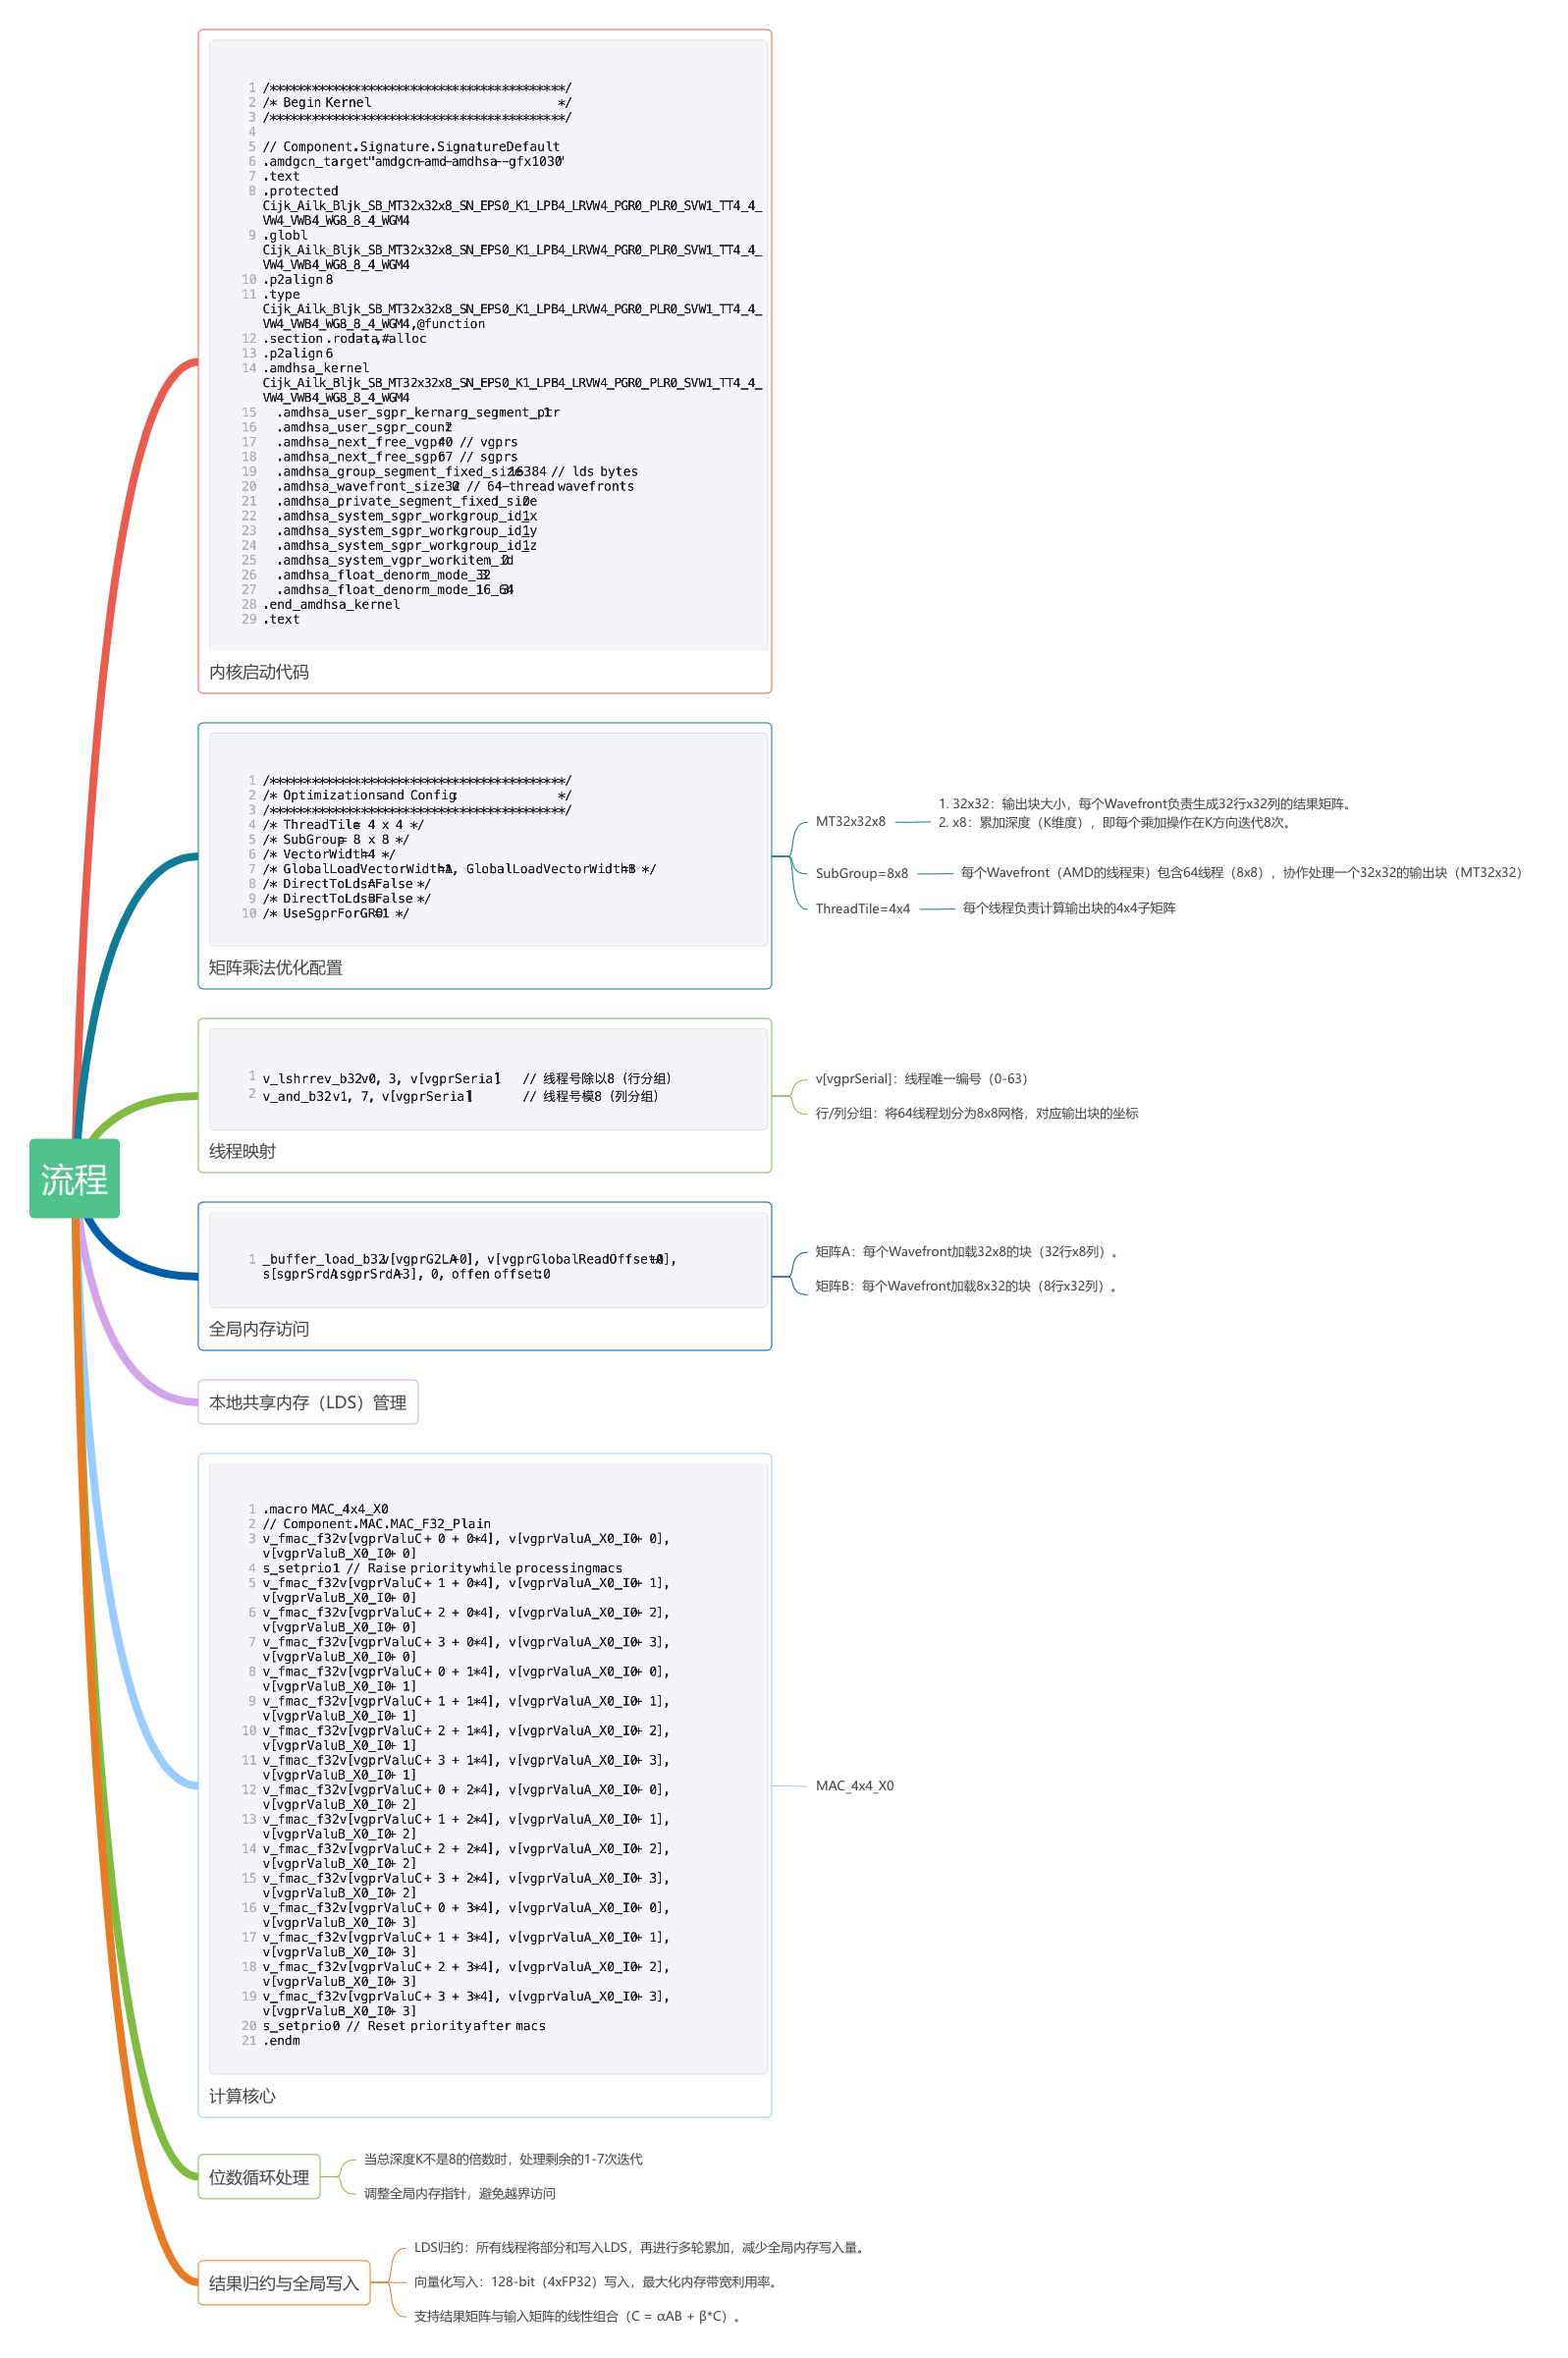 流程
1 /******************************************/
2 /* Begin Kernel */
3 /******************************************/
4
5 // Component.Signature.SignatureDefault
6 .amdgcn_target "amdgcn-amd-amdhsa--gfx1030"
7 .text
8 .protected
Cijk_Ailk_Bljk_SB_MT32x32x8_SN_EPS0_K1_LPB4_LRVW4_PGR0_PLR0_SVW1_TT4_4_
VW4_VWB4_WG8_8_4_WGM4
9 .globl
Cijk_Ailk_Bljk_SB_MT32x32x8_SN_EPS0_K1_LPB4_LRVW4_PGR0_PLR0_SVW1_TT4_4_
VW4_VWB4_WG8_8_4_WGM4
10 .p2align 8
11 .type
Cijk_Ailk_Bljk_SB_MT32x32x8_SN_EPS0_K1_LPB4_LRVW4_PGR0_PLR0_SVW1_TT4_4_
VW4_VWB4_WG8_8_4_WGM4,@function
12 .section .rodata,#alloc
13 .p2align 6
14 .amdhsa_kernel
Cijk_Ailk_Bljk_SB_MT32x32x8_SN_EPS0_K1_LPB4_LRVW4_PGR0_PLR0_SVW1_TT4_4_
VW4_VWB4_WG8_8_4_WGM4
15 .amdhsa_user_sgpr_kernarg_segment_ptr 1
16 .amdhsa_user_sgpr_count 2
17 .amdhsa_next_free_vgpr 40 // vgprs
18 .amdhsa_next_free_sgpr 67 // sgprs
19 .amdhsa_group_segment_fixed_size 16384 // lds bytes
20 .amdhsa_wavefront_size32 0 // 64-thread wavefronts
21 .amdhsa_private_segment_fixed_size 0
22 .amdhsa_system_sgpr_workgroup_id_x 1
23 .amdhsa_system_sgpr_workgroup_id_y 1
24 .amdhsa_system_sgpr_workgroup_id_z 1
25 .amdhsa_system_vgpr_workitem_id 0
26 .amdhsa_float_denorm_mode_32 3
27 .amdhsa_float_denorm_mode_16_64 3
28 .end_amdhsa_kernel
29 .text
内核启动代码
1 /******************************************/
2 /* Optimizations and Config: */
3 /******************************************/
4 /* ThreadTile= 4 x 4 */
5 /* SubGroup= 8 x 8 */
6 /* VectorWidth=4 */
7 /* GlobalLoadVectorWidthA=1, GlobalLoadVectorWidthB=1 */
8 /* DirectToLdsA=False */
9 /* DirectToLdsB=False */
10 /* UseSgprForGRO=1 */
矩阵乘法优化配置
MT32x32x8
1. 32x32：输出块大小，每个Wavefront负责生成32行x32列的结果矩阵。
2. x8：累加深度（K维度），即每个乘加操作在K方向迭代8次。
SubGroup=8x8
每个Wavefront（AMD的线程束）包含64线程（8x8），协作处理一个32x32的输出块（MT32x32）
ThreadTile=4x4
每个线程负责计算输出块的4x4子矩阵
1 v_lshrrev_b32 v0, 3, v[vgprSerial] // 线程号除以8（行分组）
2 v_and_b32 v1, 7, v[vgprSerial] // 线程号模8（列分组）
线程映射
v[vgprSerial]：线程唯一编号（0-63）
行/列分组：将64线程划分为8x8网格，对应输出块的坐标
1 _buffer_load_b32 v[vgprG2LA+0], v[vgprGlobalReadOffsetA+0],
s[sgprSrdA:sgprSrdA+3], 0, offen offset:0
全局内存访问
矩阵A：每个Wavefront加载32x8的块（32行x8列）。
矩阵B：每个Wavefront加载8x32的块（8行x32列）。
本地共享内存（LDS）管理
1 .macro MAC_4x4_X0
2 // Component.MAC.MAC_F32_Plain
3 v_fmac_f32 v[vgprValuC + 0 + 0*4], v[vgprValuA_X0_I0 + 0],
v[vgprValuB_X0_I0 + 0]
4 s_setprio 1 // Raise priority while processing macs
5 v_fmac_f32 v[vgprValuC + 1 + 0*4], v[vgprValuA_X0_I0 + 1],
v[vgprValuB_X0_I0 + 0]
6 v_fmac_f32 v[vgprValuC + 2 + 0*4], v[vgprValuA_X0_I0 + 2],
v[vgprValuB_X0_I0 + 0]
7 v_fmac_f32 v[vgprValuC + 3 + 0*4], v[vgprValuA_X0_I0 + 3],
v[vgprValuB_X0_I0 + 0]
8 v_fmac_f32 v[vgprValuC + 0 + 1*4], v[vgprValuA_X0_I0 + 0],
v[vgprValuB_X0_I0 + 1]
9 v_fmac_f32 v[vgprValuC + 1 + 1*4], v[vgprValuA_X0_I0 + 1],
v[vgprValuB_X0_I0 + 1]
10 v_fmac_f32 v[vgprValuC + 2 + 1*4], v[vgprValuA_X0_I0 + 2],
v[vgprValuB_X0_I0 + 1]
11 v_fmac_f32 v[vgprValuC + 3 + 1*4], v[vgprValuA_X0_I0 + 3],
v[vgprValuB_X0_I0 + 1]
12 v_fmac_f32 v[vgprValuC + 0 + 2*4], v[vgprValuA_X0_I0 + 0],
v[vgprValuB_X0_I0 + 2]
13 v_fmac_f32 v[vgprValuC + 1 + 2*4], v[vgprValuA_X0_I0 + 1],
v[vgprValuB_X0_I0 + 2]
14 v_fmac_f32 v[vgprValuC + 2 + 2*4], v[vgprValuA_X0_I0 + 2],
v[vgprValuB_X0_I0 + 2]
15 v_fmac_f32 v[vgprValuC + 3 + 2*4], v[vgprValuA_X0_I0 + 3],
v[vgprValuB_X0_I0 + 2]
16 v_fmac_f32 v[vgprValuC + 0 + 3*4], v[vgprValuA_X0_I0 + 0],
v[vgprValuB_X0_I0 + 3]
17 v_fmac_f32 v[vgprValuC + 1 + 3*4], v[vgprValuA_X0_I0 + 1],
v[vgprValuB_X0_I0 + 3]
18 v_fmac_f32 v[vgprValuC + 2 + 3*4], v[vgprValuA_X0_I0 + 2],
v[vgprValuB_X0_I0 + 3]
19 v_fmac_f32 v[vgprValuC + 3 + 3*4], v[vgprValuA_X0_I0 + 3],
v[vgprValuB_X0_I0 + 3]
20 s_setprio 0 // Reset priority after macs
21 .endm
计算核心
MAC_4x4_X0
位数循环处理
当总深度K不是8的倍数时，处理剩余的1-7次迭代
调整全局内存指针，避免越界访问
结果归约与全局写入
LDS归约：所有线程将部分和写入LDS，再进行多轮累加，减少全局内存写入量。
向量化写入：128-bit（4xFP32）写入，最大化内存带宽利用率。
支持结果矩阵与输入矩阵的线性组合（C = αAB + β*C）。